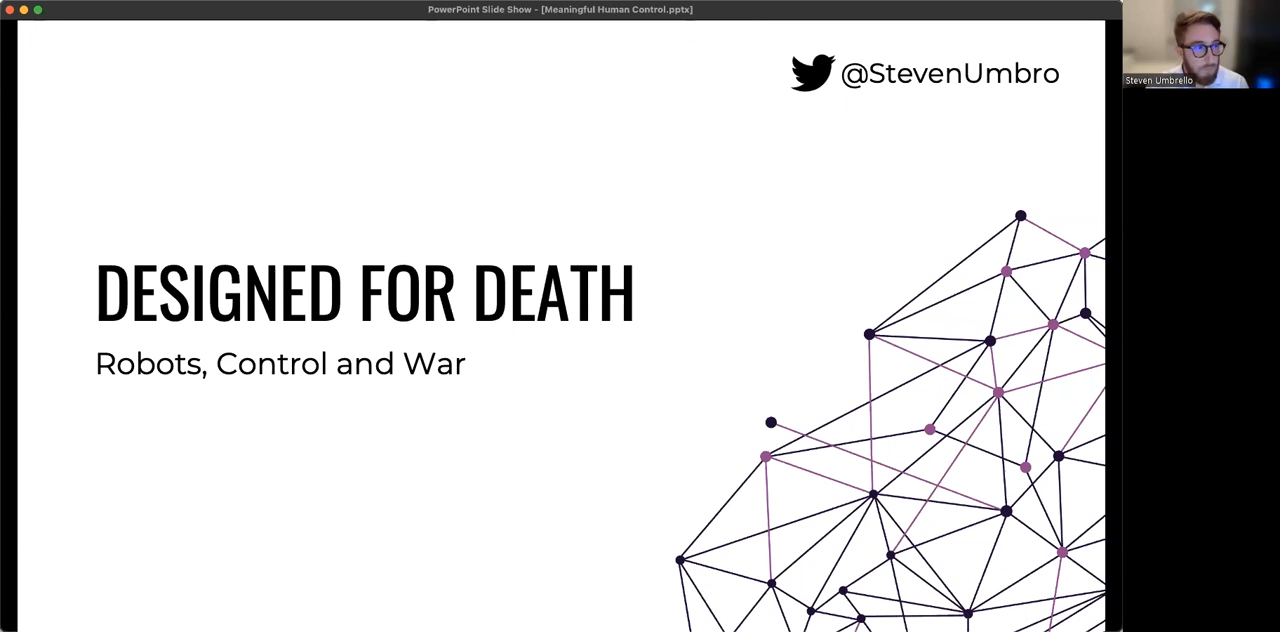 PowerPoint Slide Show - [Meaningful Human Control.pptx]
@StevenUmbro
Steven Umbrello
DESIGNED FOR DEATH
Robots, Control and War